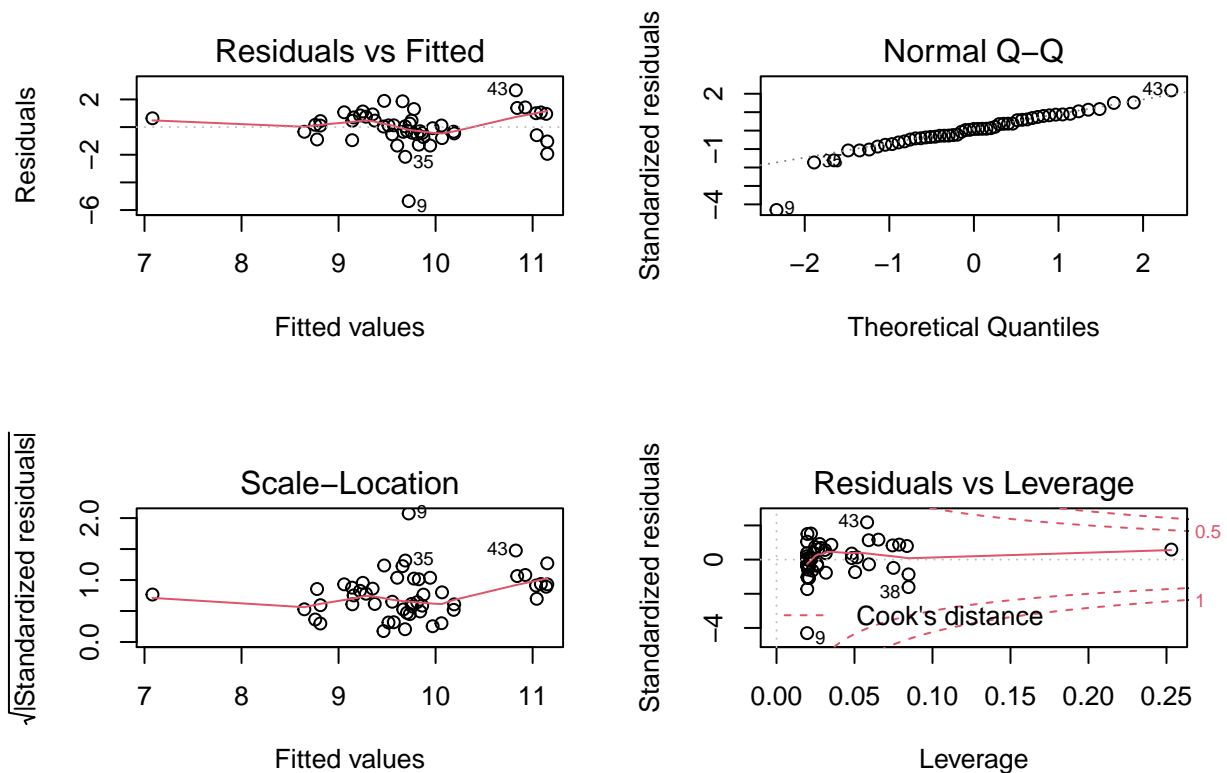 Residuals vs Fitted
Residuals
2
−2
−6
43
35
9
7 8 9 10 11
Fitted values
Normal Q−Q
Standardized residuals
2
−1
−4
43
35
9
−2 −1 0 1 2
Theoretical Quantiles
Scale−Location
√|Standardized residuals|
2.0
1.0
0.0
9
35
43
7 8 9 10 11
Fitted values
Residuals vs Leverage
Standardized residuals
0
−4
43
38
9
Cook's distance
0.5
1
0.00 0.05 0.10 0.15 0.20 0.25
Leverage